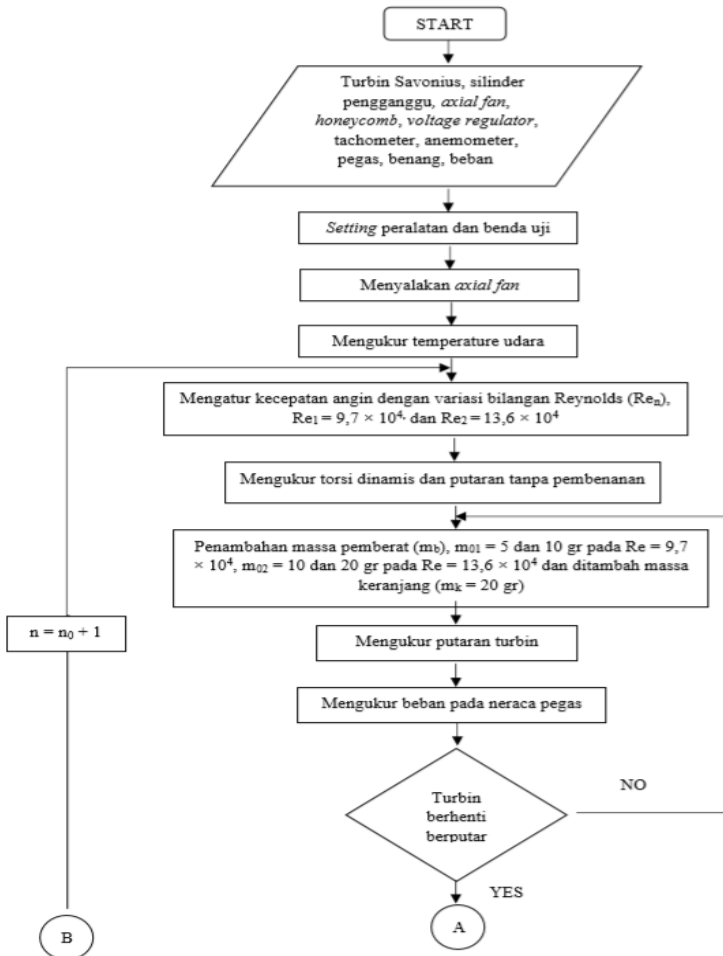 START
Turbin Savonius, silinder
pengganggu, axial fan,
honeycomb, voltage regulator,
tachometer, anemometer,
pegas, benang, beban
Setting peralatan dan benda uji
Menyalakan axial fan
Mengukur temperature udara
Mengatur kecepatan angin dengan variasi bilangan Reynolds (Reₙ),
Re₁ = 9,7 × 10⁴, dan Re₂ = 13,6 × 10⁴
Mengukur torsi dinamis dan putaran tanpa pembenanan
Penambahan massa pemberat (m_b), m₀₁ = 5 dan 10 gr pada Re = 9,7
× 10⁴, m₀₂ = 10 dan 20 gr pada Re = 13,6 × 10⁴ dan ditambah massa
keranjang (mₖ = 20 gr)
n = n₀ + 1
Mengukur putaran turbin
Mengukur beban pada neraca pegas
Turbin
berhenti
berputar
NO
YES
B
A